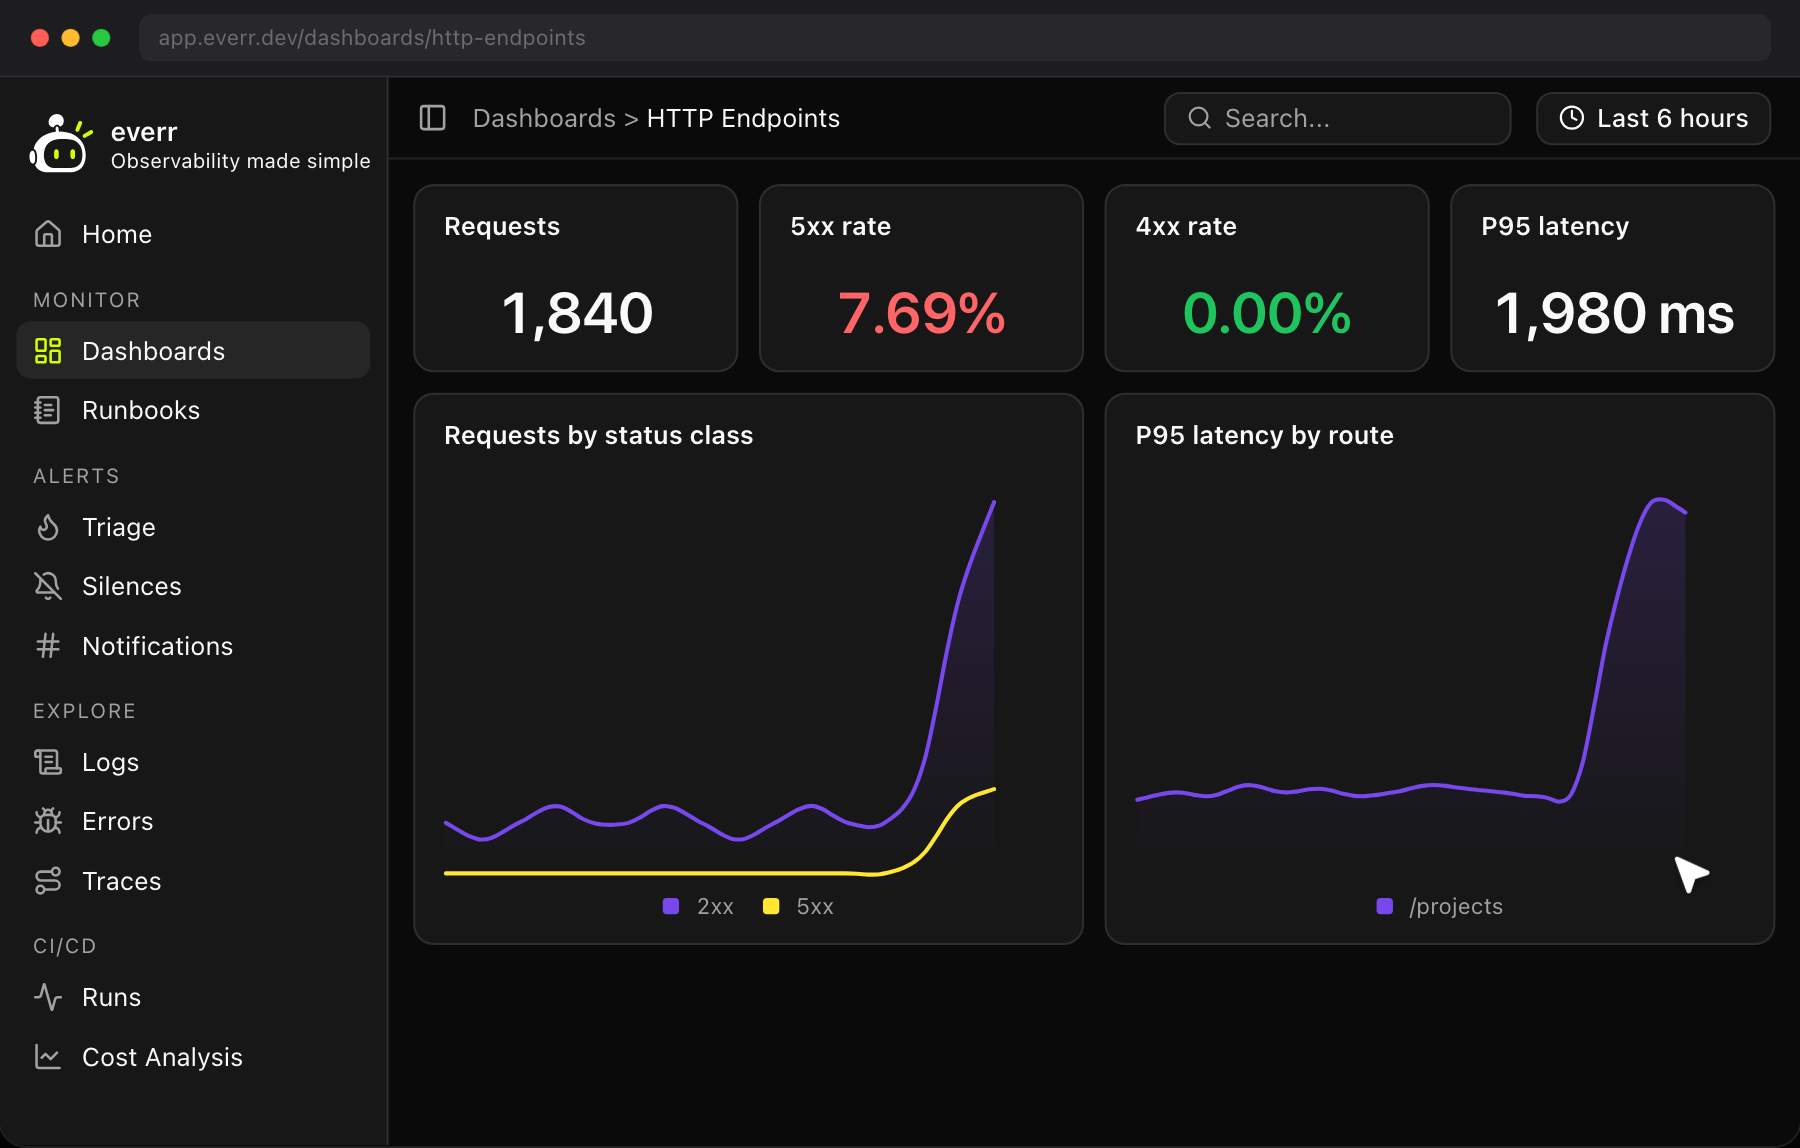 app.everr.dev/dashboards/http-endpoints
everr
Observability made simple
Home
MONITOR
Dashboards
Runbooks
ALERTS
Triage
Silences
Notifications
EXPLORE
Logs
Errors
Traces
CI/CD
Runs
Cost Analysis
Dashboards > HTTP Endpoints
Search...
Last 6 hours
Requests
1,840
5xx rate
7.69%
4xx rate
0.00%
P95 latency
1,980 ms
Requests by status class
2xx
5xx
P95 latency by route
/projects